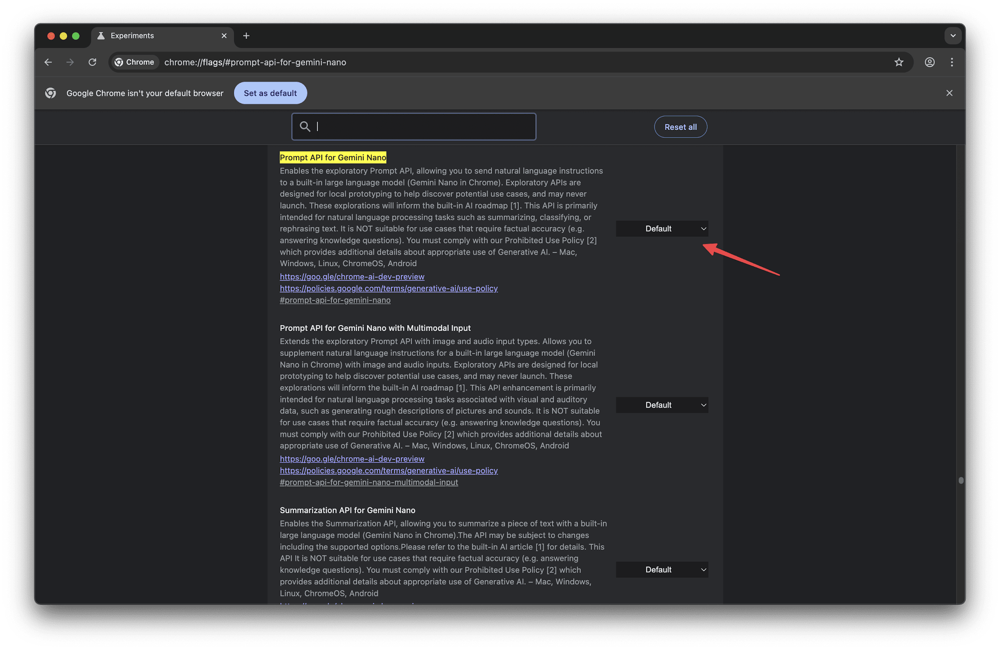 Experiments
Chrome
chrome://flags/#prompt-api-for-gemini-nano
Google Chrome isn't your default browser
Set as default
Reset all
Prompt API for Gemini Nano
Enables the exploratory Prompt API, allowing you to send natural language instructions
to a built-in large language model (Gemini Nano in Chrome). Exploratory APIs are
designed for local prototyping to help discover potential use cases, and may never
launch. These explorations will inform the built-in AI roadmap [1]. This API is primarily
intended for natural language processing tasks such as summarizing, classifying, or
rephrasing text. It is NOT suitable for use cases that require factual accuracy (e.g.
answering knowledge questions). You must comply with our Prohibited Use Policy [2]
which provides additional details about appropriate use of Generative AI. – Mac,
Windows, Linux, ChromeOS, Android
Default
https://goo.gle/chrome-ai-dev-preview
https://policies.google.com/terms/generative-ai/use-policy
#prompt-api-for-gemini-nano
Prompt API for Gemini Nano with Multimodal Input
Extends the exploratory Prompt API with image and audio input types. Allows you to
supplement natural language instructions for a built-in large language model (Gemini
Nano in Chrome) with image and audio inputs. Exploratory APIs are designed for local
prototyping to help discover potential use cases, and may never launch. These
explorations will inform the built-in AI roadmap [1]. This API enhancement is primarily
intended for natural language processing tasks associated with visual and auditory
data, such as generating rough descriptions of pictures and sounds. It is NOT suitable
for use cases that require factual accuracy (e.g. answering knowledge questions). You
must comply with our Prohibited Use Policy [2] which provides additional details about
appropriate use of Generative AI. – Mac, Windows, Linux, ChromeOS, Android
Default
https://goo.gle/chrome-ai-dev-preview
https://policies.google.com/terms/generative-ai/use-policy
#prompt-api-for-gemini-nano-multimodal-input
Summarization API for Gemini Nano
Enables the Summarization API, allowing you to summarize a piece of text with a built-in
large language model (Gemini Nano in Chrome).The API may be subject to changes
including the supported options.Please refer to the built-in AI article [1] for details. This
API It is NOT suitable for use cases that require factual accuracy (e.g. answering
knowledge questions). You must comply with our Prohibited Use Policy [2] which
provides additional details about appropriate use of Generative AI. – Mac, Windows,
Linux, ChromeOS, Android
Default